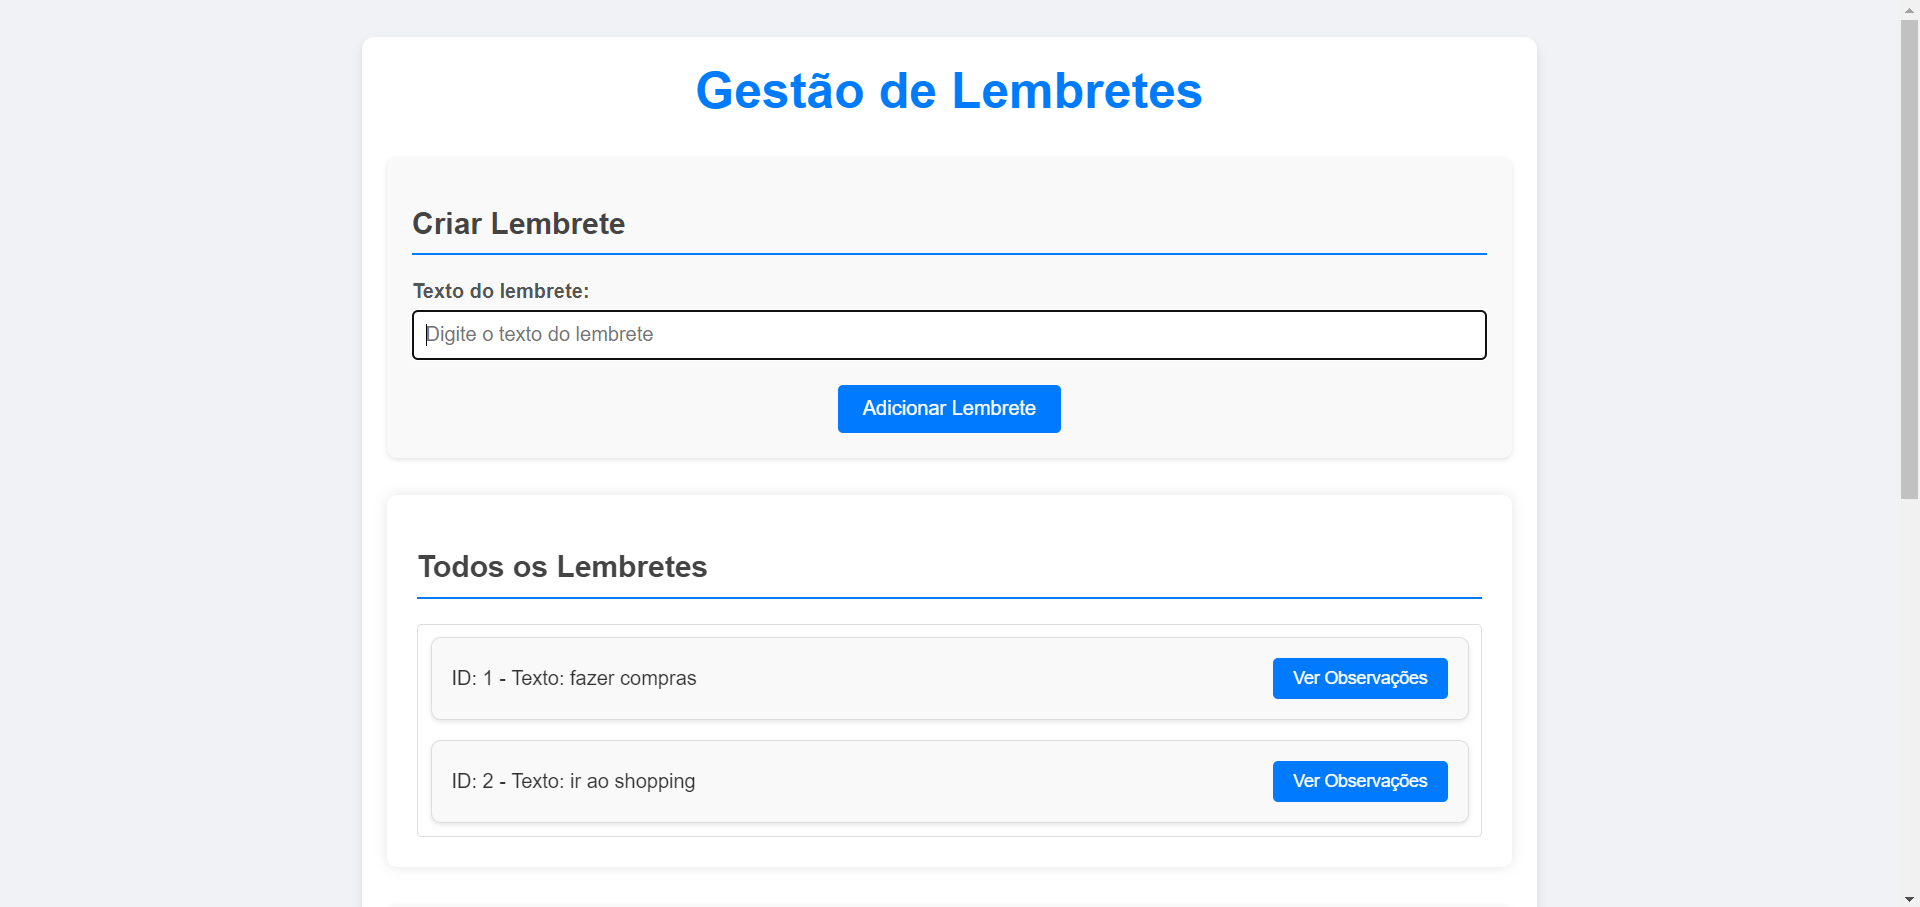 Gestão de Lembretes
Criar Lembrete
Texto do lembrete:
Digite o texto do lembrete
Adicionar Lembrete
Todos os Lembretes
ID: 1 - Texto: fazer compras
Ver Observações
ID: 2 - Texto: ir ao shopping
Ver Observações